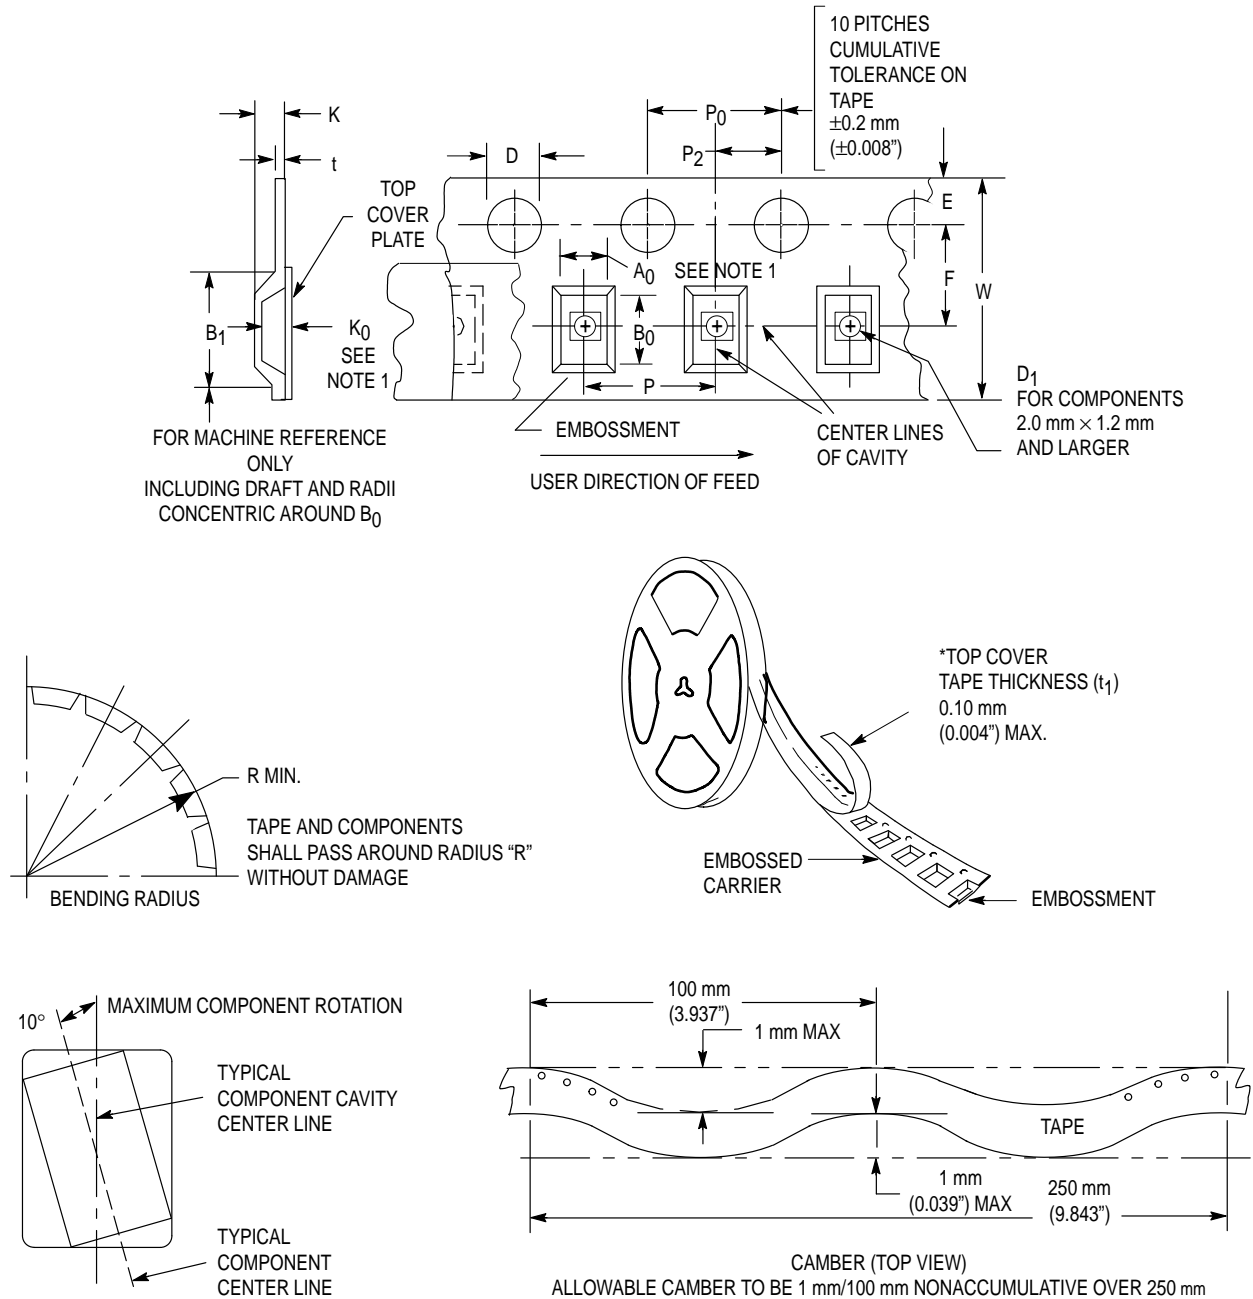 10 PITCHES
CUMULATIVE
TOLERANCE ON
TAPE
±0.2 mm
(±0.008”)
K
t
D
P0
P2
E
TOP
COVER
PLATE
A0
SEE NOTE 1
F
W
B1
K0
SEE
NOTE 1
B0
P
D1
FOR COMPONENTS
2.0 mm × 1.2 mm
AND LARGER
EMBOSSMENT
CENTER LINES
OF CAVITY
USER DIRECTION OF FEED
FOR MACHINE REFERENCE
ONLY
INCLUDING DRAFT AND RADII
CONCENTRIC AROUND B0
*TOP COVER
TAPE THICKNESS (t1)
0.10 mm
(0.004”) MAX.
R MIN.
TAPE AND COMPONENTS
SHALL PASS AROUND RADIUS “R”
WITHOUT DAMAGE
BENDING RADIUS
EMBOSSED
CARRIER
EMBOSSMENT
10°
MAXIMUM COMPONENT ROTATION
TYPICAL
COMPONENT CAVITY
CENTER LINE
TYPICAL
COMPONENT
CENTER LINE
100 mm
(3.937”)
1 mm MAX
TAPE
1 mm
(0.039”) MAX
250 mm
(9.843”)
CAMBER (TOP VIEW)
ALLOWABLE CAMBER TO BE 1 mm/100 mm NONACCUMULATIVE OVER 250 mm